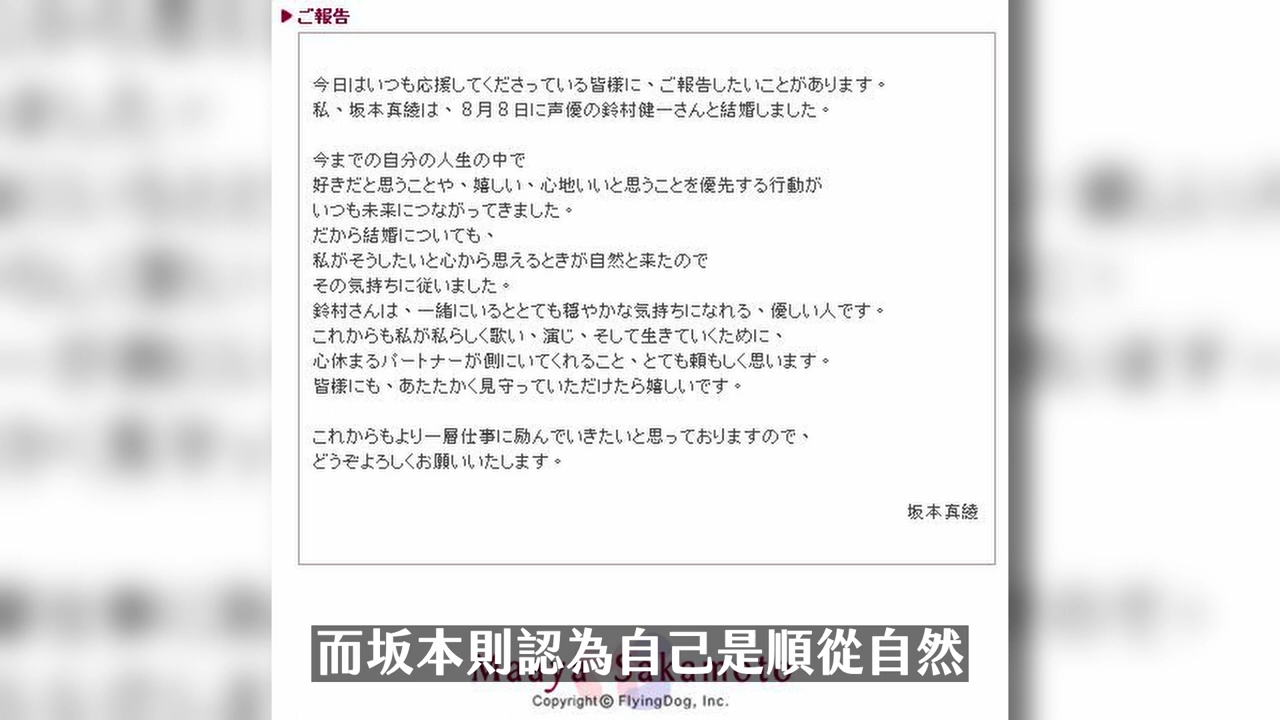 ご報告
今日はいつも応援してくださっている皆様に、ご報告したいことがあります。
私、坂本真綾は、８月８日に声優の鈴村健一さんと結婚しました。
今までの自分の人生の中で
好きだと思うことや、嬉しい、心地いいと思うことを優先する行動が
いつも未来につながってきました。
だから結婚についても、
私がそうしたいと心から思えるときが自然と来たので
その気持ちに従いました。
鈴村さんは、一緒にいるととても穏やかな気持ちになれる、優しい人です。
これからも私が私らしく歌い、演じ、そして生きていくために、
心休まるパートナーが側にいてくれること、とても頼もしく思います。
皆様にも、あたたかく見守っていただけたら嬉しいです。
これからもより一層仕事に励んでいきたいと思っておりますので、
どうぞよろしくお願いいたします。
坂本真綾
而坂本則認為自己是順從自然
Maaya Sakamoto
Copyright© FlyingDog, Inc.